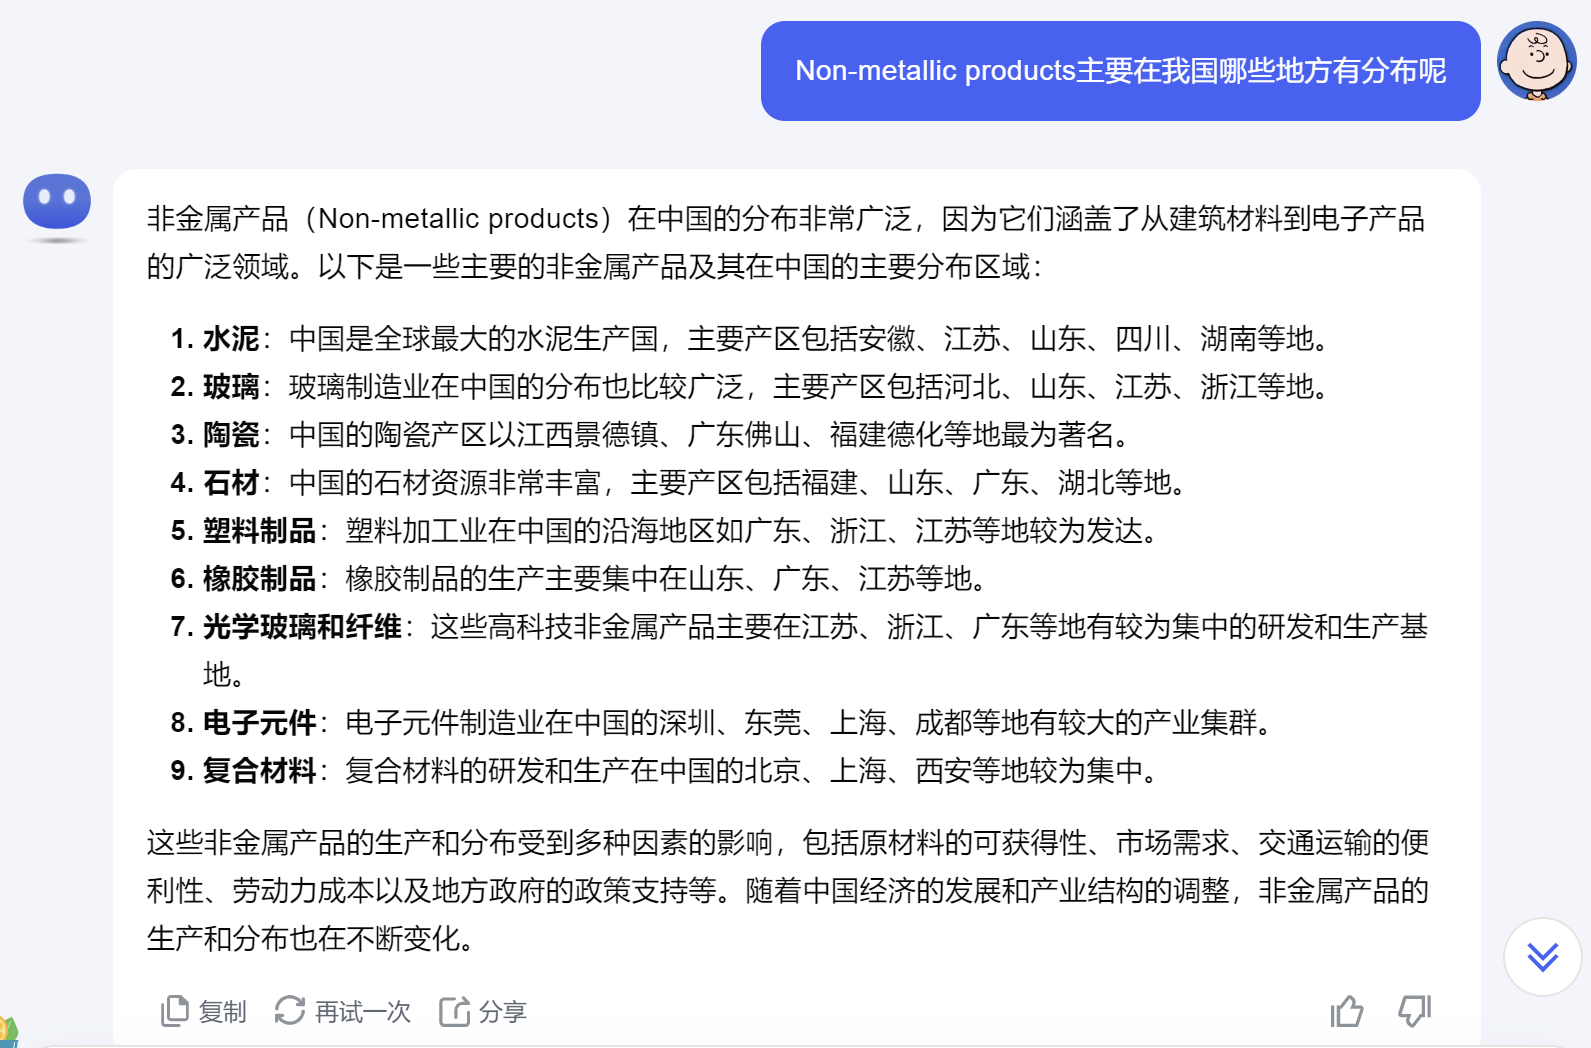 Non-metallic products主要在我国哪些地方有分布呢
非金属产品（Non-metallic products）在中国的分布非常广泛，因为它们涵盖了从建筑材料到电子产品
的广泛领域。以下是一些主要的非金属产品及其在中国的主要分布区域：
1. 水泥：中国是全球最大的水泥生产国，主要产区包括安徽、江苏、山东、四川、湖南等地。
2. 玻璃：玻璃制造业在中国的分布也比较广泛，主要产区包括河北、山东、江苏、浙江等地。
3. 陶瓷：中国的陶瓷产区以江西景德镇、广东佛山、福建德化等地最为著名。
4. 石材：中国的石材资源非常丰富，主要产区包括福建、山东、广东、湖北等地。
5. 塑料制品：塑料加工业在中国的沿海地区如广东、浙江、江苏等地较为发达。
6. 橡胶制品：橡胶制品的生产主要集中在山东、广东、江苏等地。
7. 光学玻璃和纤维：这些高科技非金属产品主要在江苏、浙江、广东等地有较为集中的研发和生产基
地。
8. 电子元件：电子元件制造业在中国的深圳、东莞、上海、成都等地有较大的产业集群。
9. 复合材料：复合材料的研发和生产在中国的北京、上海、西安等地较为集中。
这些非金属产品的生产和分布受到多种因素的影响，包括原材料的可获得性、市场需求、交通运输的便
利性、劳动力成本以及地方政府的政策支持等。随着中国经济的发展和产业结构的调整，非金属产品的
生产和分布也在不断变化。
复制 再试一次 分享